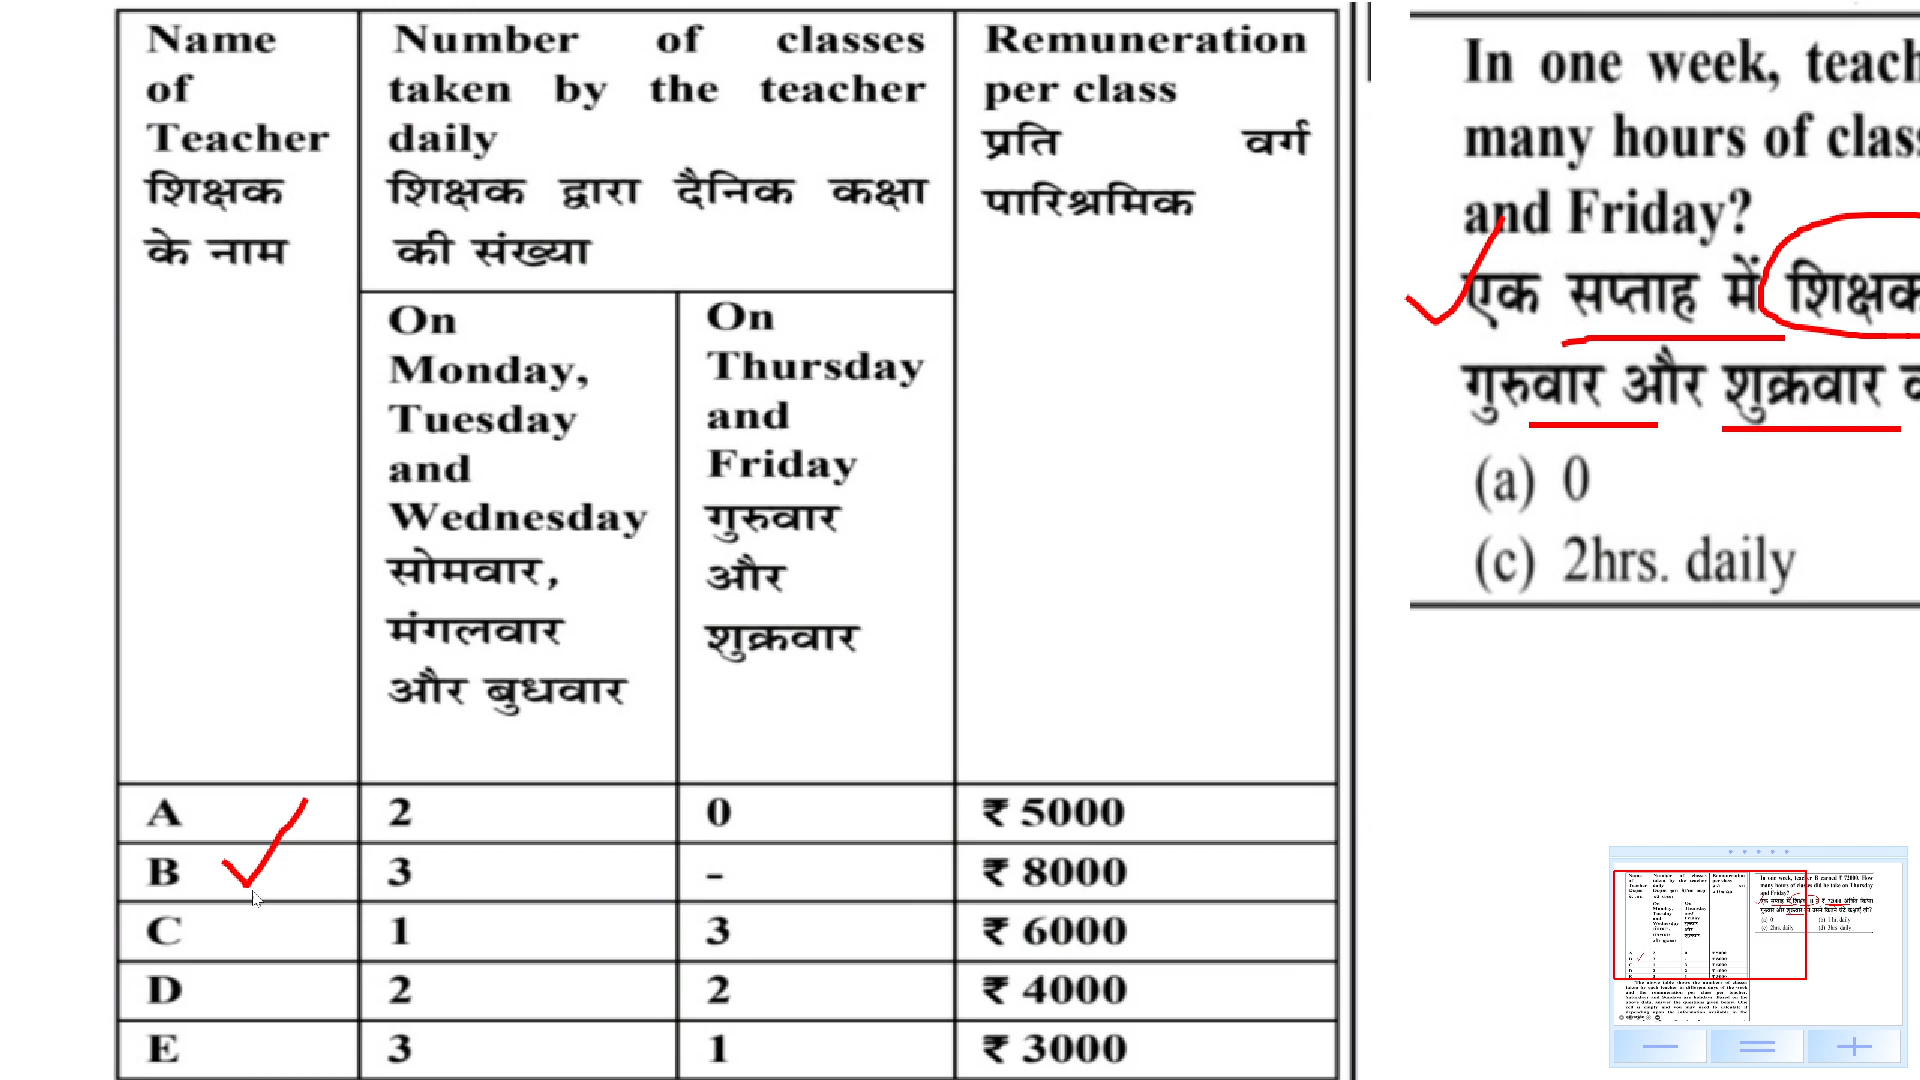 Name of Teacher
शिक्षक के नाम
Number of classes taken by the teacher daily
शिक्षक द्वारा दैनिक कक्षा की संख्या
Remuneration per class
प्रति वर्ग पारिश्रमिक
On Monday, Tuesday and Wednesday
सोमवार, मंगलवार और बुधवार
On Thursday and Friday
गुरुवार और शुक्रवार
A 2 0 ₹ 5000
B 3 - ₹ 8000
C 1 3 ₹ 6000
D 2 2 ₹ 4000
E 3 1 ₹ 3000
In one week, teach
many hours of clas
and Friday?
एक सप्ताह में शिक्षक
गुरुवार और शुक्रवार
(a) 0
(c) 2hrs. daily